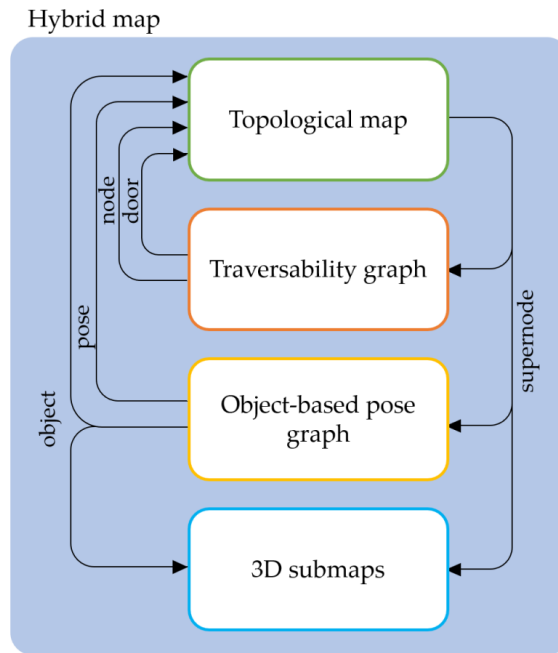 Hybrid map
Topological map
node
door
Traversability graph
pose
supernode
Object-based pose
graph
object
3D submaps